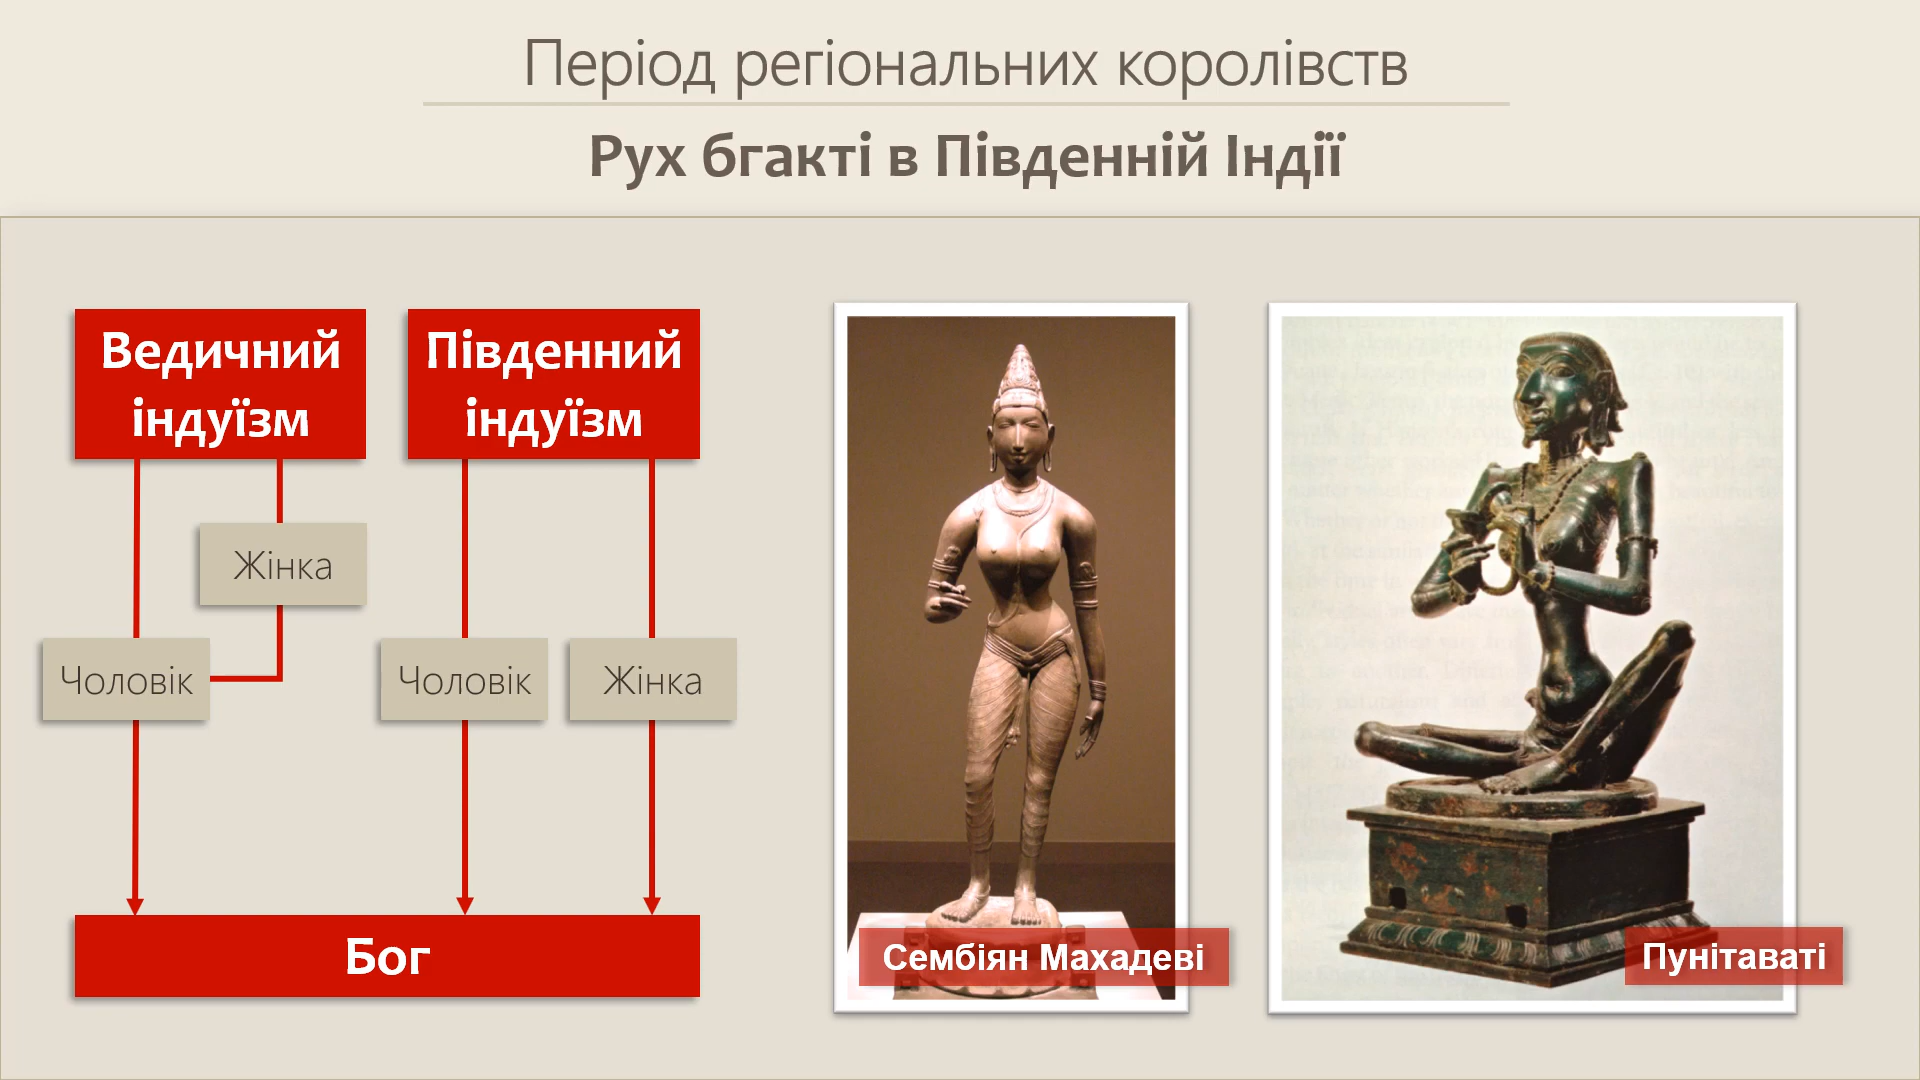 Період регіональних королівств
Рух бгакті в Південній Індії
Ведичний
індуїзм
Південний
індуїзм
Жінка
Чоловік
Чоловік
Жінка
Бог
Сембіян Махадеві
Пунітаваті